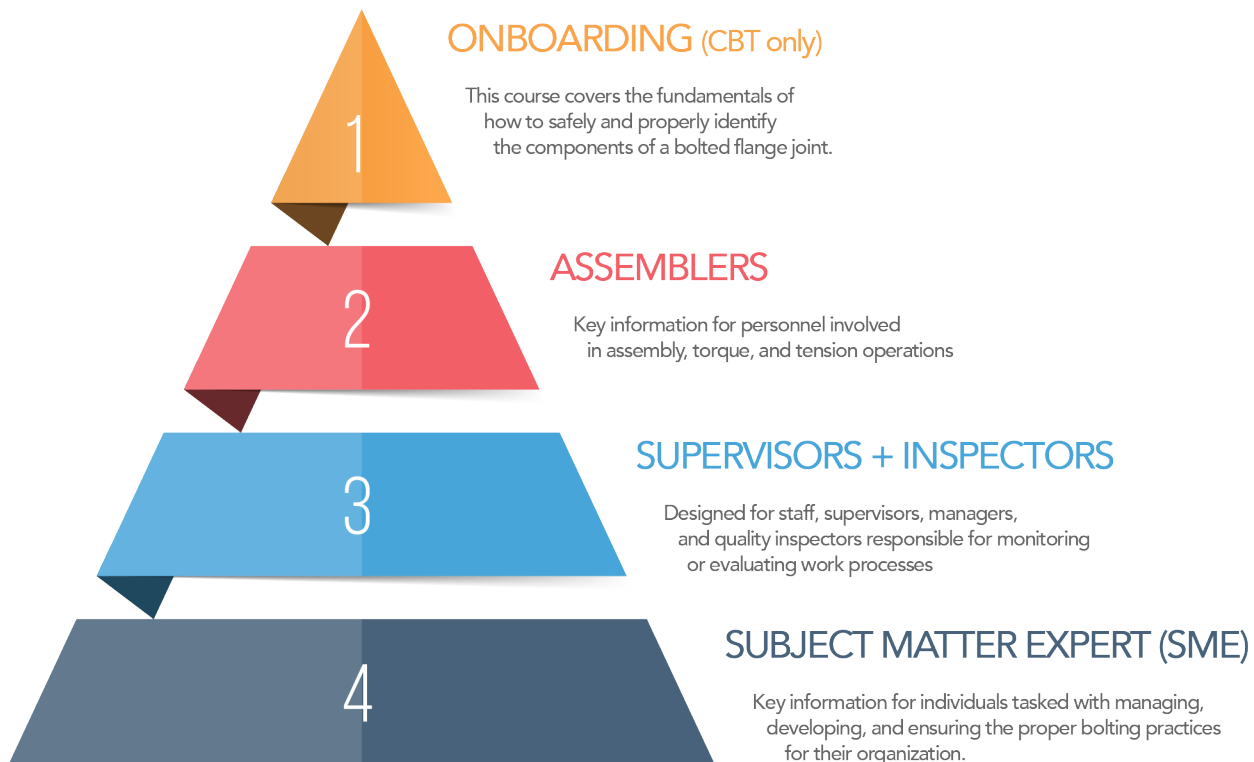 1
ONBOARDING (CBT only)
This course covers the fundamentals of
how to safely and properly identify
the components of a bolted flange joint.
2
ASSEMBLERS
Key information for personnel involved
in assembly, torque, and tension operations
3
SUPERVISORS + INSPECTORS
Designed for staff, supervisors, managers,
and quality inspectors responsible for monitoring
or evaluating work processes
4
SUBJECT MATTER EXPERT (SME)
Key information for individuals tasked with managing,
developing, and ensuring the proper bolting practices
for their organization.